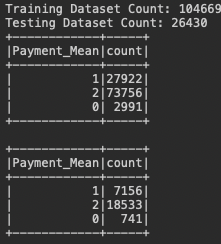 Training Dataset Count: 104669
Testing Dataset Count: 26430
+------------+-----+
|Payment_Mean|count|
+------------+-----+
|           1|27922|
|           2|73756|
|           0| 2991|
+------------+-----+
+------------+-----+
|Payment_Mean|count|
+------------+-----+
|           1| 7156|
|           2|18533|
|           0|  741|
+------------+-----+